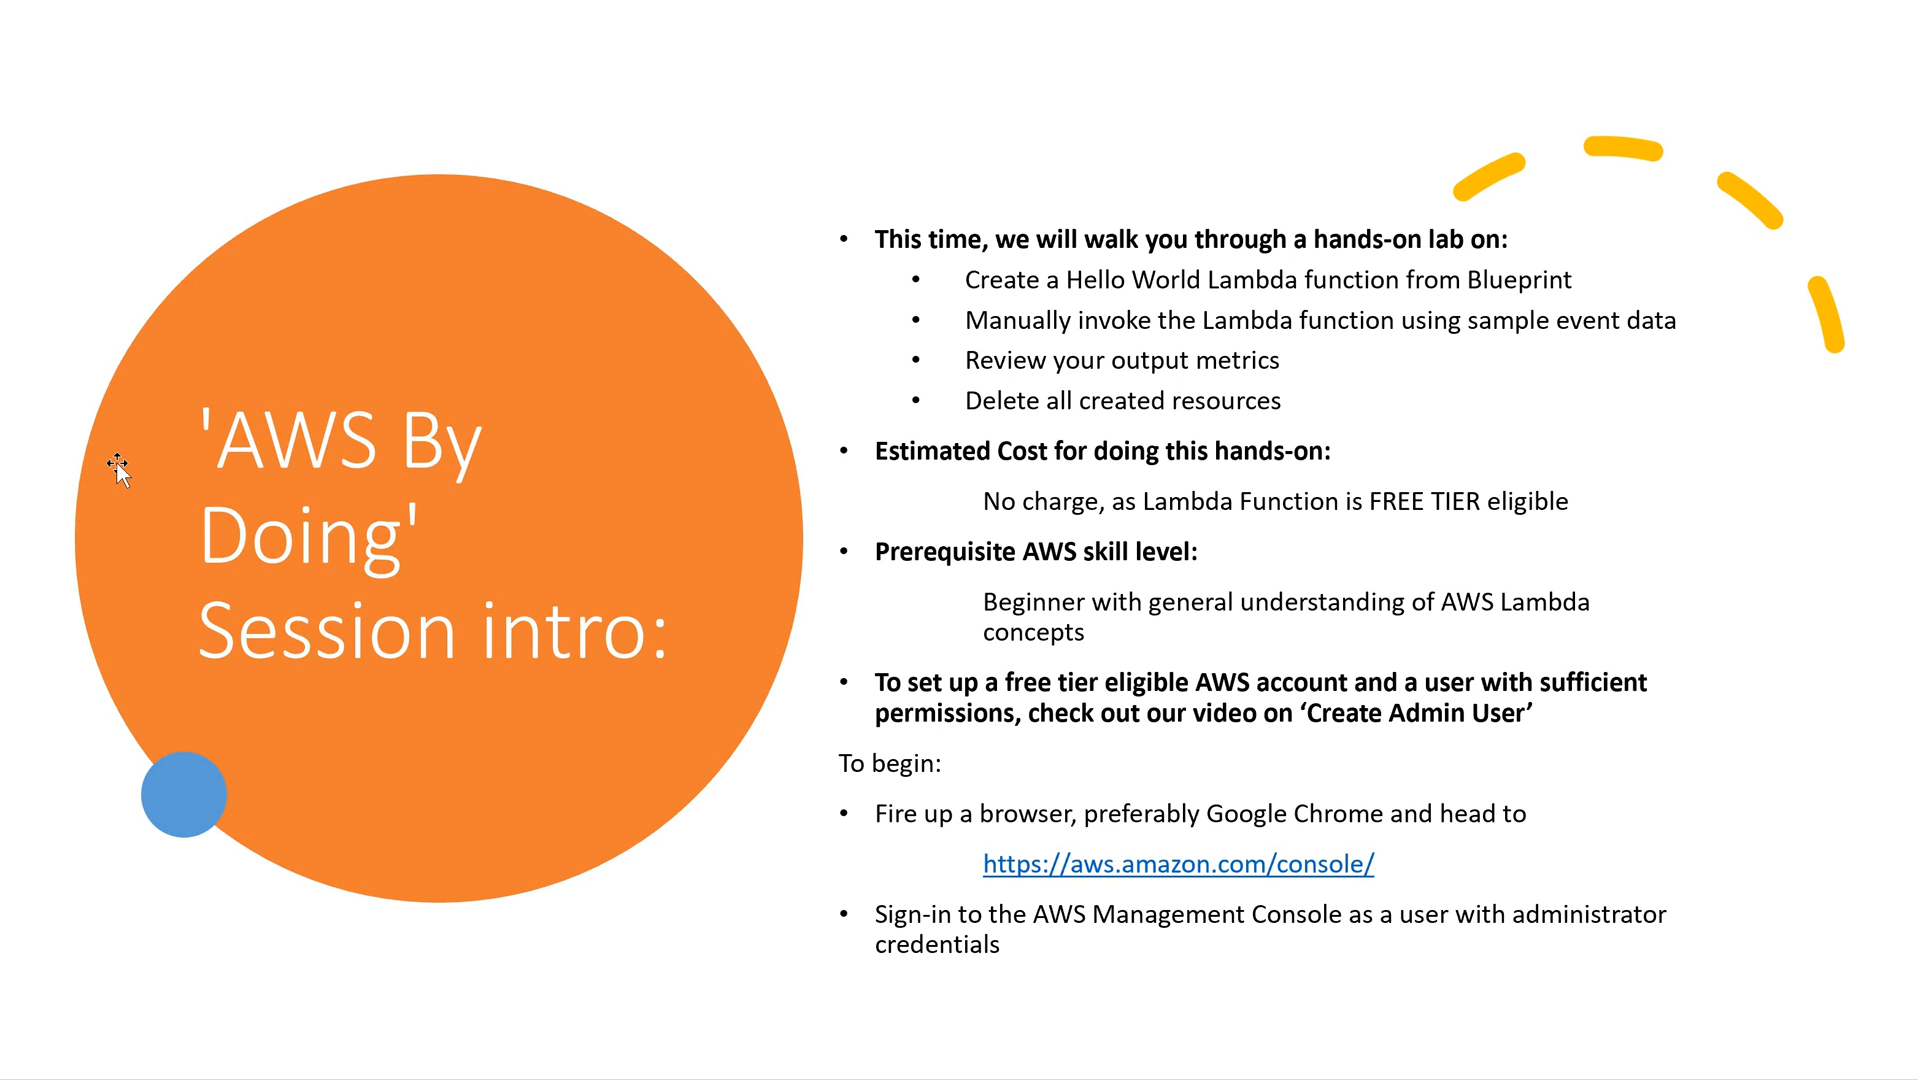 'AWS By
Doing'
Session intro:
• This time, we will walk you through a hands-on lab on:
• Create a Hello World Lambda function from Blueprint
• Manually invoke the Lambda function using sample event data
• Review your output metrics
• Delete all created resources
• Estimated Cost for doing this hands-on:
No charge, as Lambda Function is FREE TIER eligible
• Prerequisite AWS skill level:
Beginner with general understanding of AWS Lambda
concepts
• To set up a free tier eligible AWS account and a user with sufficient
permissions, check out our video on ‘Create Admin User’
To begin:
• Fire up a browser, preferably Google Chrome and head to
https://aws.amazon.com/console/
• Sign-in to the AWS Management Console as a user with administrator
credentials